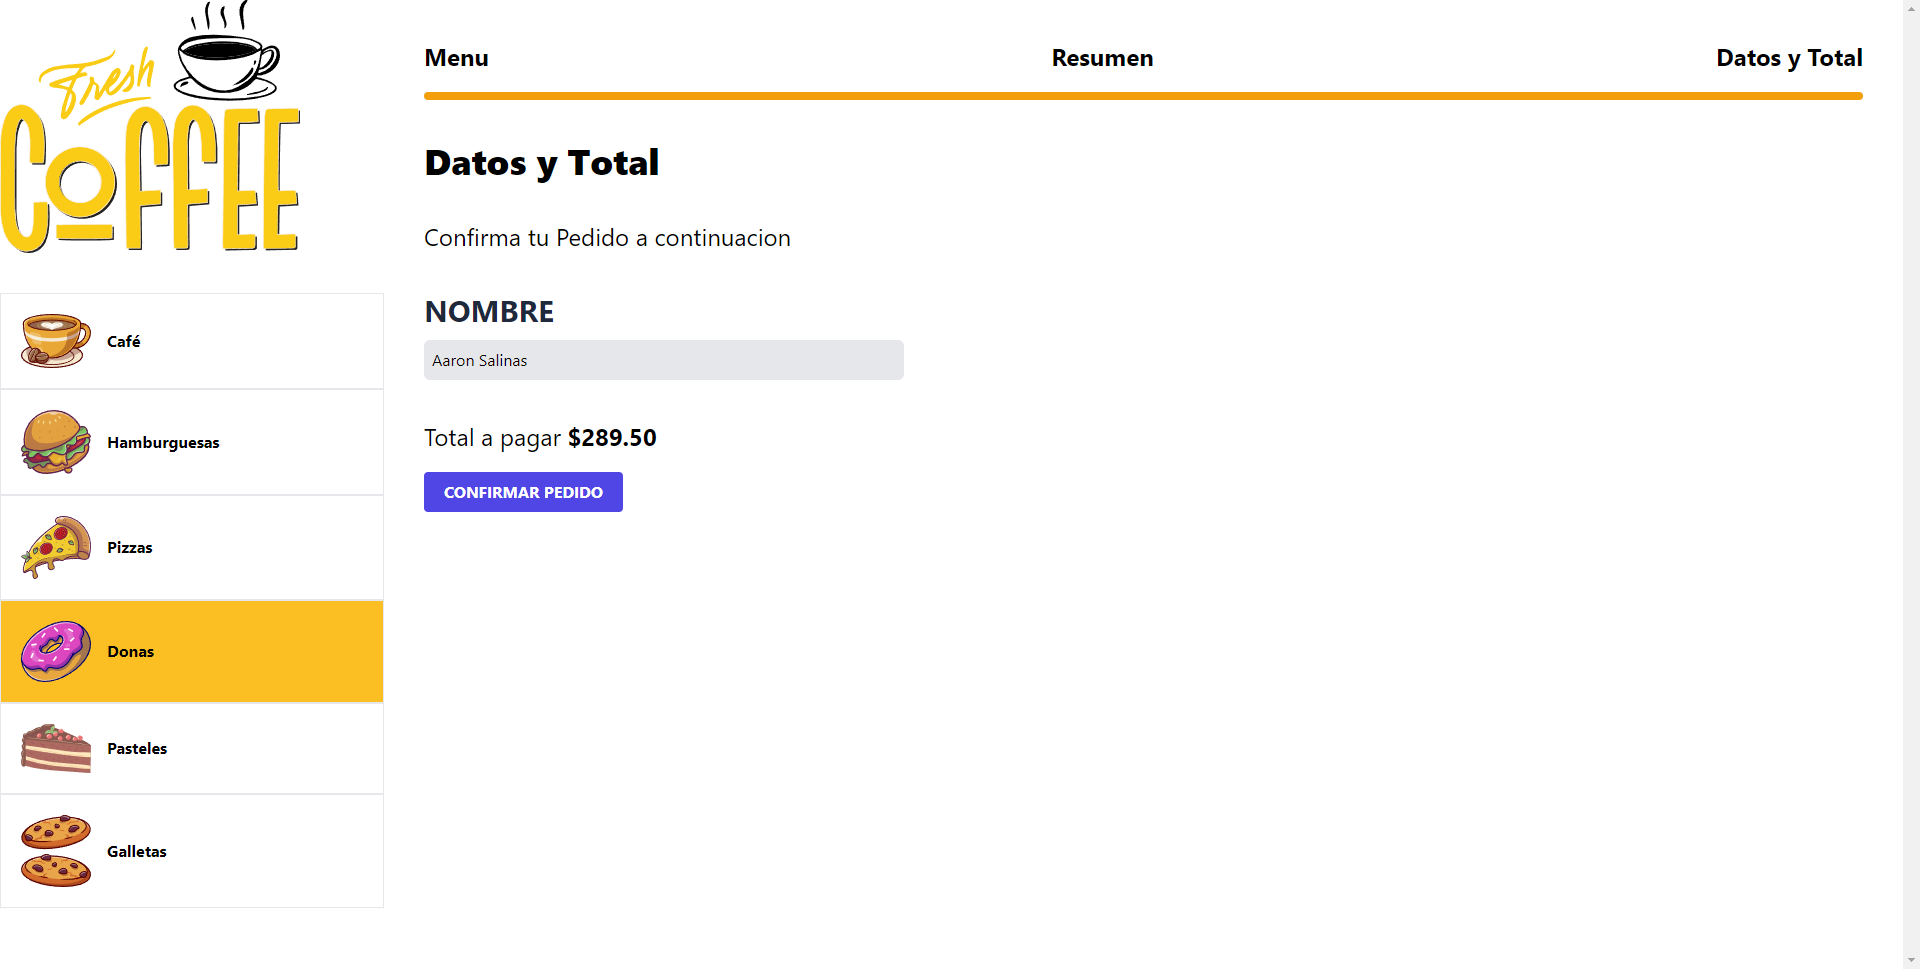 Fresh
COFFEE
Café
Hamburguesas
Pizzas
Donas
Pasteles
Galletas
Menu
Resumen
Datos y Total
Datos y Total
Confirma tu Pedido a continuacion
NOMBRE
Aaron Salinas
Total a pagar $289.50
CONFIRMAR PEDIDO